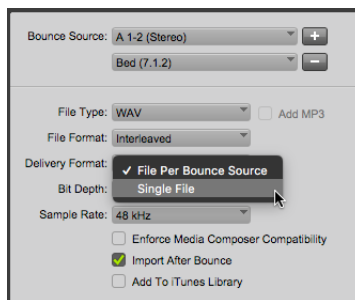 Bounce Source: A 1-2 (Stereo)
Bed (7.1.2)
File Type: WAV Add MP3
File Format: Interleaved
Delivery Format: ✓ File Per Bounce Source
Bit Depth: Single File
Sample Rate: 48 kHz
Enforce Media Composer Compatibility
Import After Bounce
Add To iTunes Library